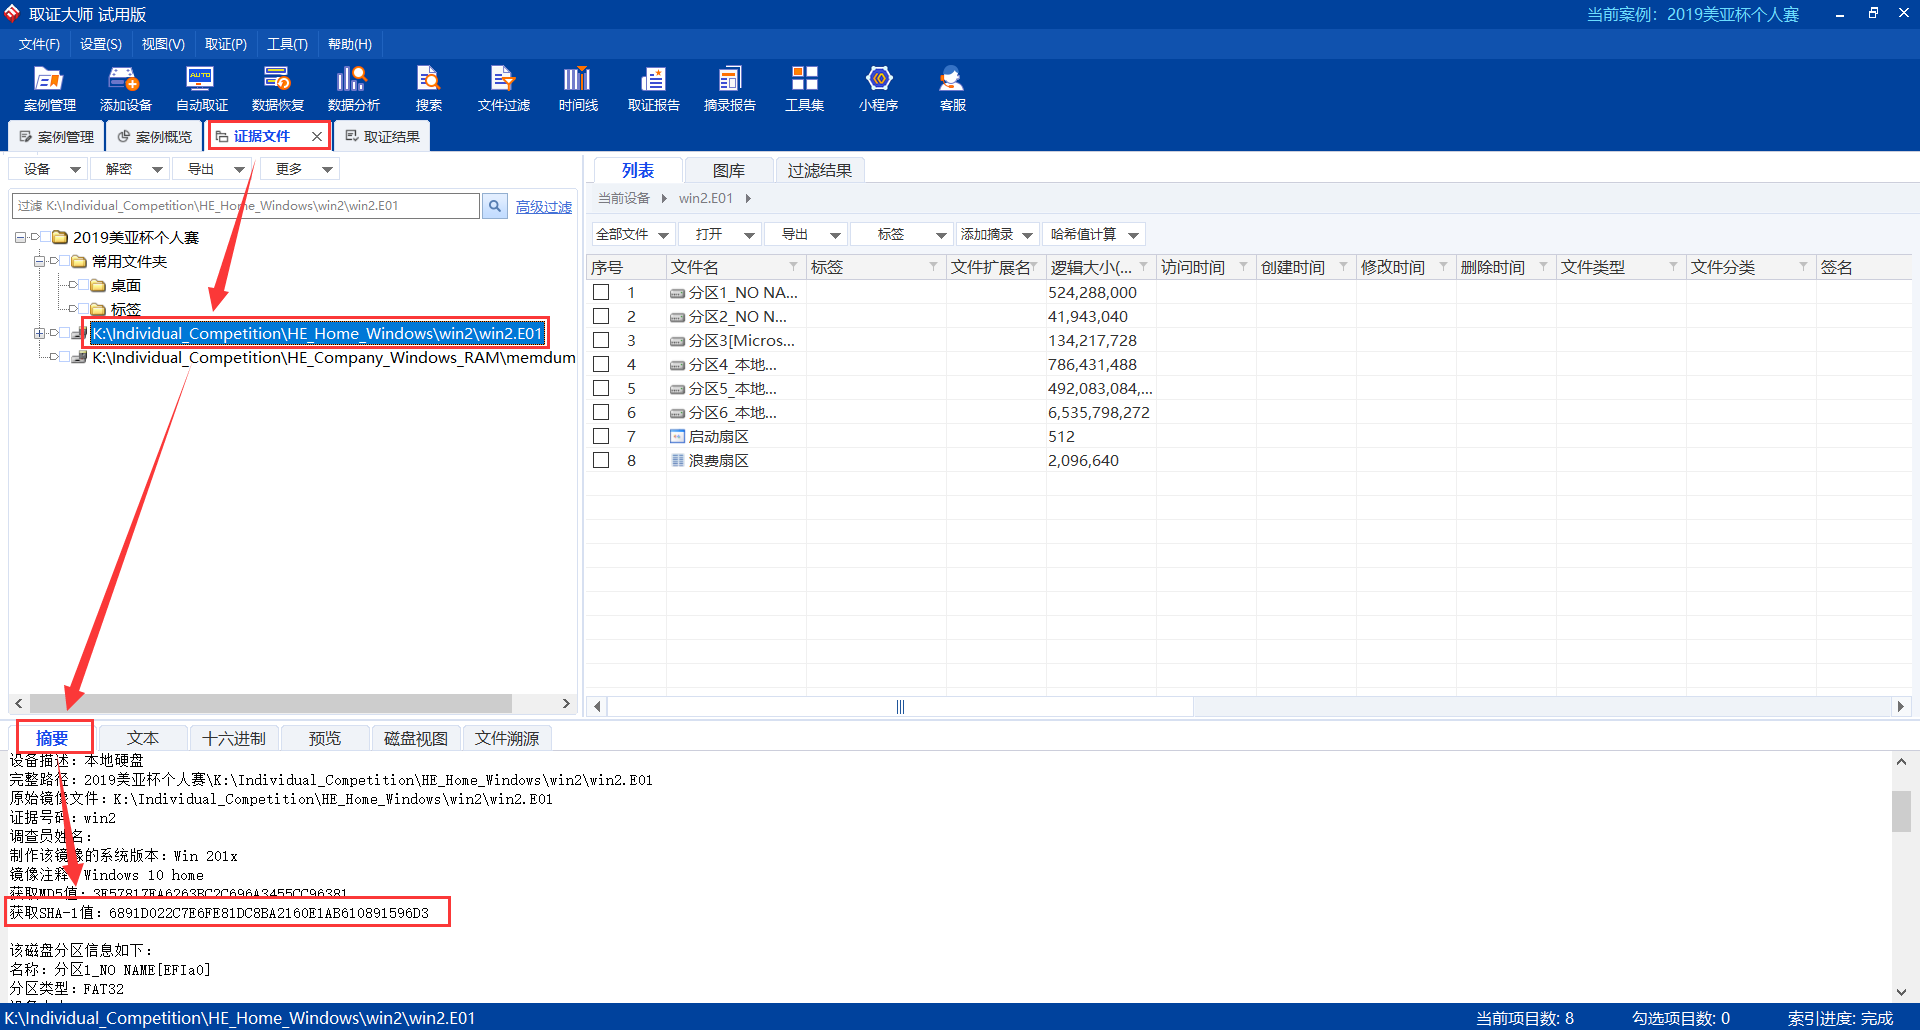 取证大师 试用版
当前案例：2019美亚杯个人赛
文件(F) 设置(S) 视图(V) 取证(P) 工具(T) 帮助(H)
案例管理 添加设备 自动取证 数据恢复 数据分析 搜索 文件过滤 时间线 取证报告 摘录报告 工具集 小程序 客服
案例管理 案例概览 证据文件 取证结果
设备 解密 导出 更多
过滤 K:\Individual_Competition\HE_Home_Windows\win2\win2.E01 高级过滤
2019美亚杯个人赛
常用文件夹
桌面
标签
K:\Individual_Competition\HE_Home_Windows\win2\win2.E01
K:\Individual_Competition\HE_Company_Windows_RAM\memdum
列表 图库 过滤结果
当前设备 win2.E01
全部文件 打开 导出 标签 添加摘录 哈希值计算
序号 文件名 标签 文件扩展名 逻辑大小(... 访问时间 创建时间 修改时间 删除时间 文件类型 文件分类 签名
1 分区1_NO NA... 524,288,000
2 分区2_NO N... 41,943,040
3 分区3[Micros... 134,217,728
4 分区4_本地... 786,431,488
5 分区5_本地... 492,083,084,...
6 分区6_本地... 6,535,798,272
7 启动扇区 512
8 浪费扇区 2,096,640
摘要 文本 十六进制 预览 磁盘视图 文件溯源
设备描述：本地硬盘
完整路径：2019美亚杯个人赛\K:\Individual_Competition\HE_Home_Windows\win2\win2.E01
原始镜像文件：K:\Individual_Competition\HE_Home_Windows\win2\win2.E01
证据号码：win2
调查员姓名：
制作该镜像的系统版本：Win 201x
镜像注释 Windows 10 home
获取MD5值：3E57817EA6263BC2C696A3455CC96381
获取SHA-1值：6891D022C7E6FE81DC8BA2160E1AB610891596D3
该磁盘分区信息如下：
名称：分区1_NO NAME[EFIa0]
分区类型：FAT32
K:\Individual_Competition\HE_Home_Windows\win2\win2.E01
当前项目数: 8 勾选项目数: 0 索引进度: 完成